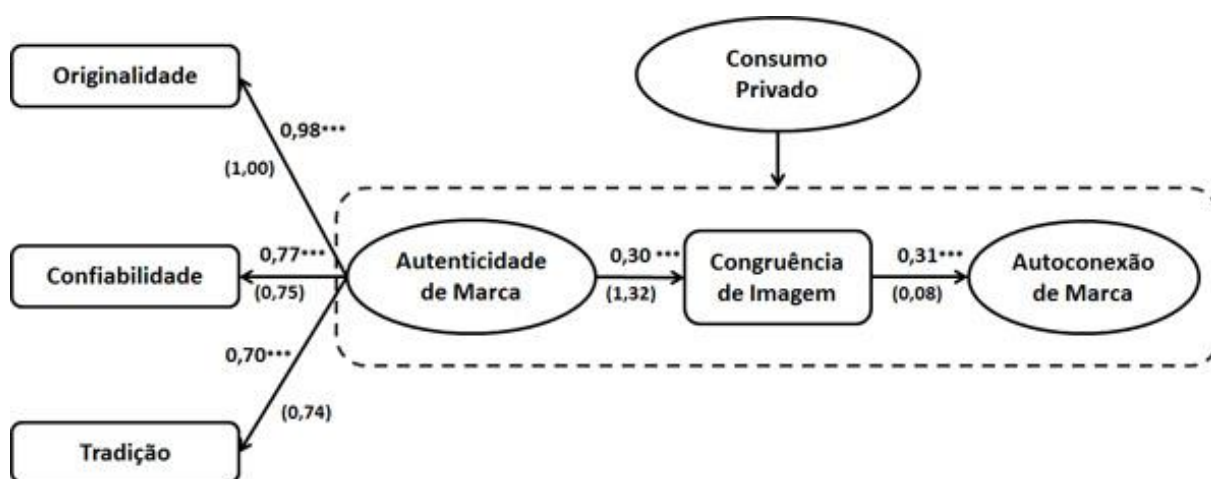 Originalidade
Consumo
Privado
0,98***
(1,00)
Confiabilidade
0,77***
(0,75)
Autenticidade
de Marca
0,30 ***
(1,32)
Congruência
de Imagem
0,31***
(0,08)
Autoconexão
de Marca
0,70***
(0,74)
Tradição